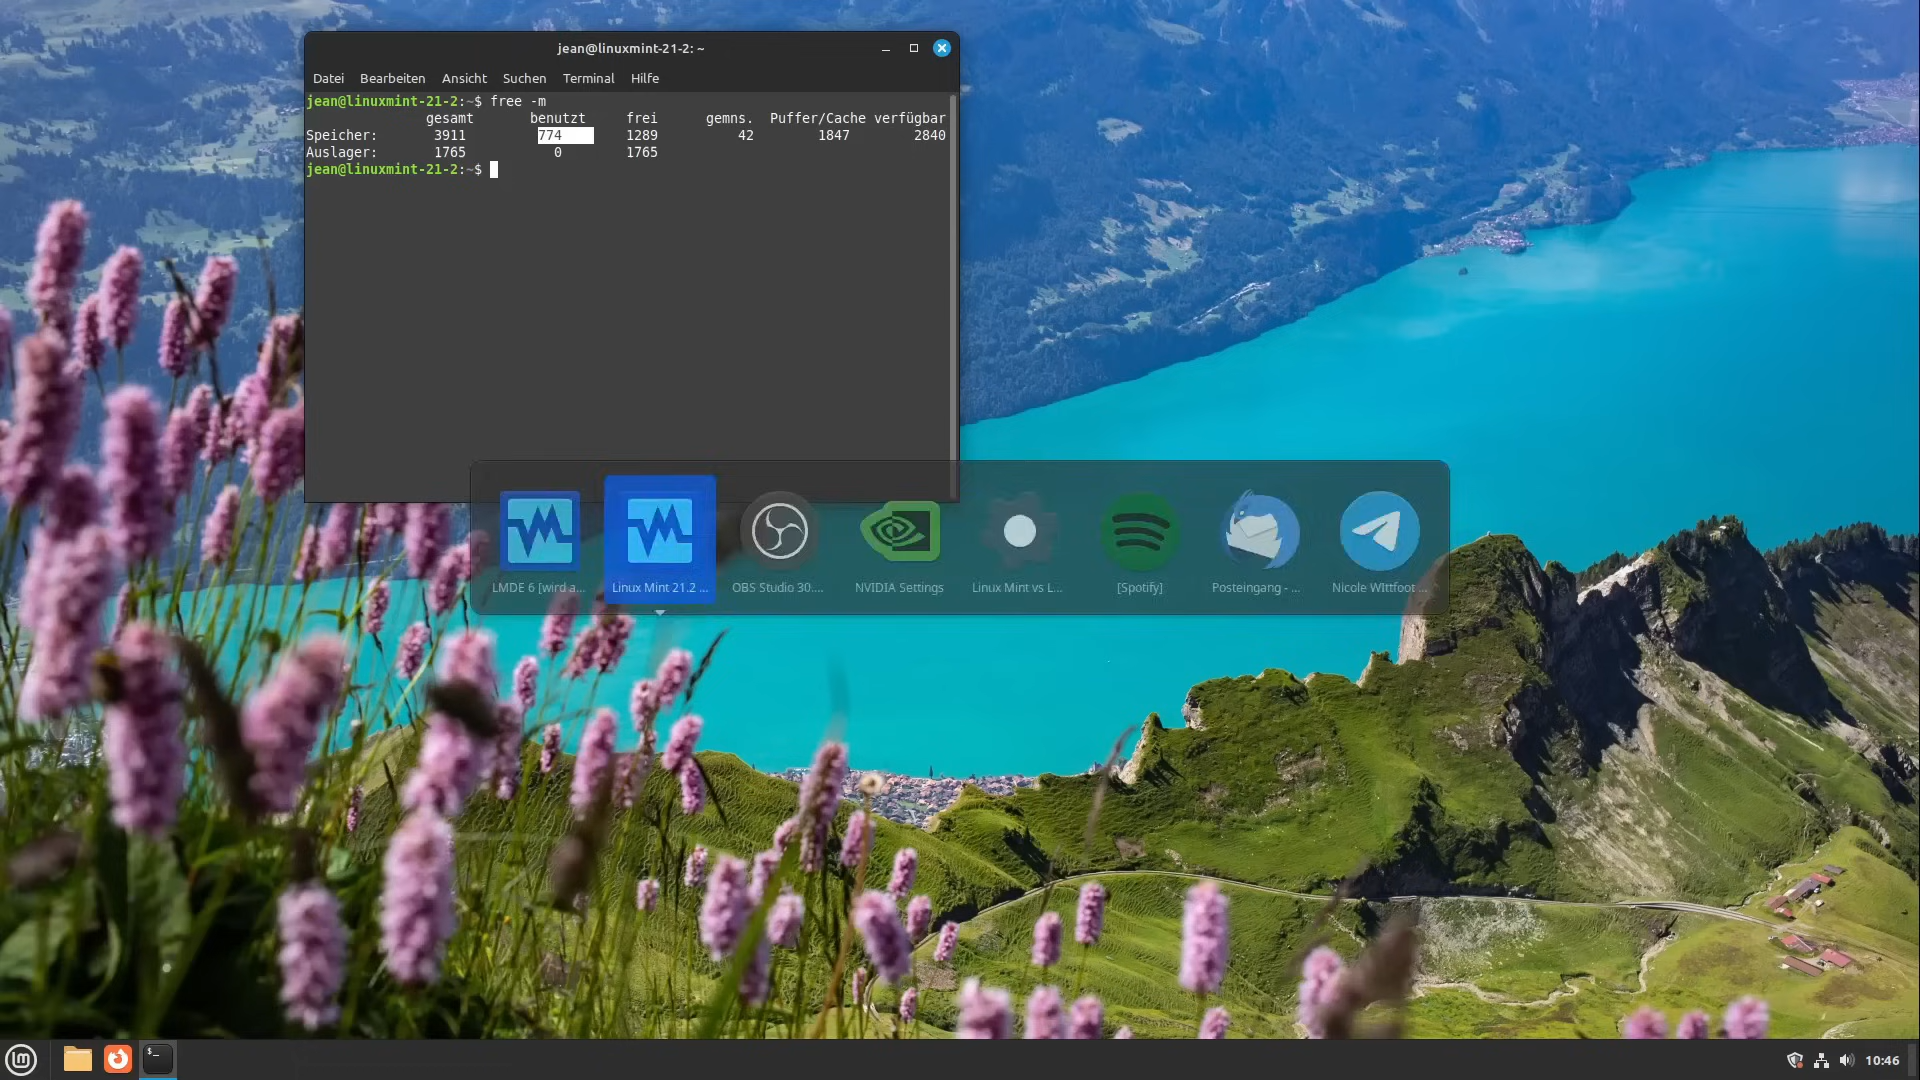 jean@linuxmint-21-2: ~
Datei Bearbeiten Ansicht Suchen Terminal Hilfe
jean@linuxmint-21-2:~$ free -m
gesamt benutzt frei gemns. Puffer/Cache verfügbar
Speicher: 3911 774 1289 42 1847 2840
Auslager: 1765 0 1765
jean@linuxmint-21-2:~$
LMDE 6 [wird a... Linux Mint 21.2 ... OBS Studio 30.... NVIDIA Settings Linux Mint vs L... [Spotify] Posteingang - ... Nicole WIttfoot ...
$_
10:46